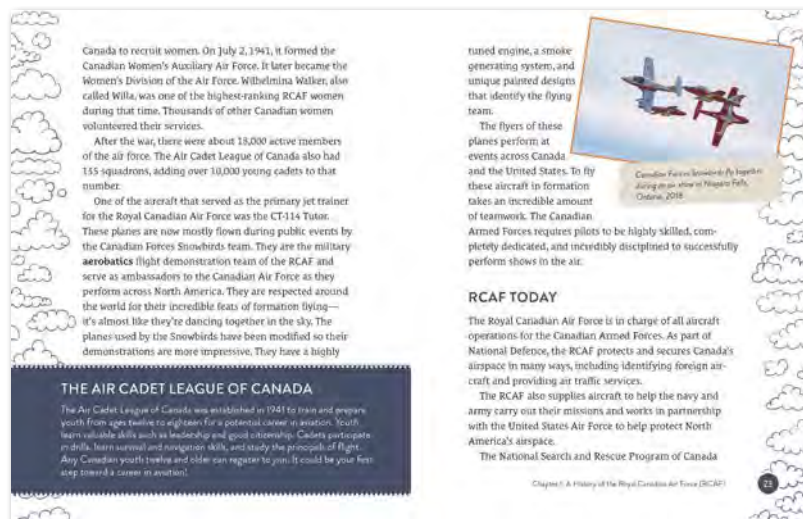 Canada to recruit women. On July 2, 1941, it formed the
Canadian Women's Auxiliary Air Force. It later became the
Women's Division of the Air Force. Wilhelmina Walker, also
called Willa, was one of the highest-ranking RCAF women
during that time. Thousands of other Canadian women
volunteered their services.
After the war, there were about 18,000 active members
of the air force. The Air Cadet League of Canada also had
155 squadrons, adding over 10,000 young cadets to that
number.
One of the aircraft that served as the primary jet trainer
for the Royal Canadian Air Force was the CT-114 Tutor.
These planes are now mostly flown during public events by
the Canadian Forces Snowbirds team. They are the military
aerobatics flight demonstration team of the RCAF and
serve as ambassadors to the Canadian Air Force as they
perform across North America. They are respected around
the world for their incredible feats of formation flying—
it's almost like they're dancing together in the sky. The
planes used by the Snowbirds have been modified so their
demonstrations are more impressive. They have a highly
THE AIR CADET LEAGUE OF CANADA
The Air Cadet League of Canada was established in 1941 to train and prepare
youth from ages twelve to eighteen for a potential career in aviation. Youth
learn valuable skills such as leadership and good citizenship. Cadets participate
in drills, learn survival and navigation skills, and study the principals of flight.
Any Canadian youth twelve and older can register to join. It could be your first
step toward a career in aviation!
tuned engine, a smoke
generating system, and
unique painted designs
that identify the flying
team.
The flyers of these
planes perform at
events across Canada
and the United States. To fly
these aircraft in formation
takes an incredible amount
of teamwork. The Canadian
Armed Forces requires pilots to be highly skilled, com-
pletely dedicated, and incredibly disciplined to successfully
perform shows in the air.
Canadian Forces Snowbirds fly together
during an air show at Niagara Falls,
Ontario, 2018
RCAF TODAY
The Royal Canadian Air Force is in charge of all aircraft
operations for the Canadian Armed Forces. As part of
National Defence, the RCAF protects and secures Canada's
airspace in many ways, including identifying foreign air-
craft and providing air traffic services.
The RCAF also supplies aircraft to help the navy and
army carry out their missions and works in partnership
with the United States Air Force to help protect North
America's airspace.
The National Search and Rescue Program of Canada
Chapter 1: A History of the Royal Canadian Air Force (RCAF)
23